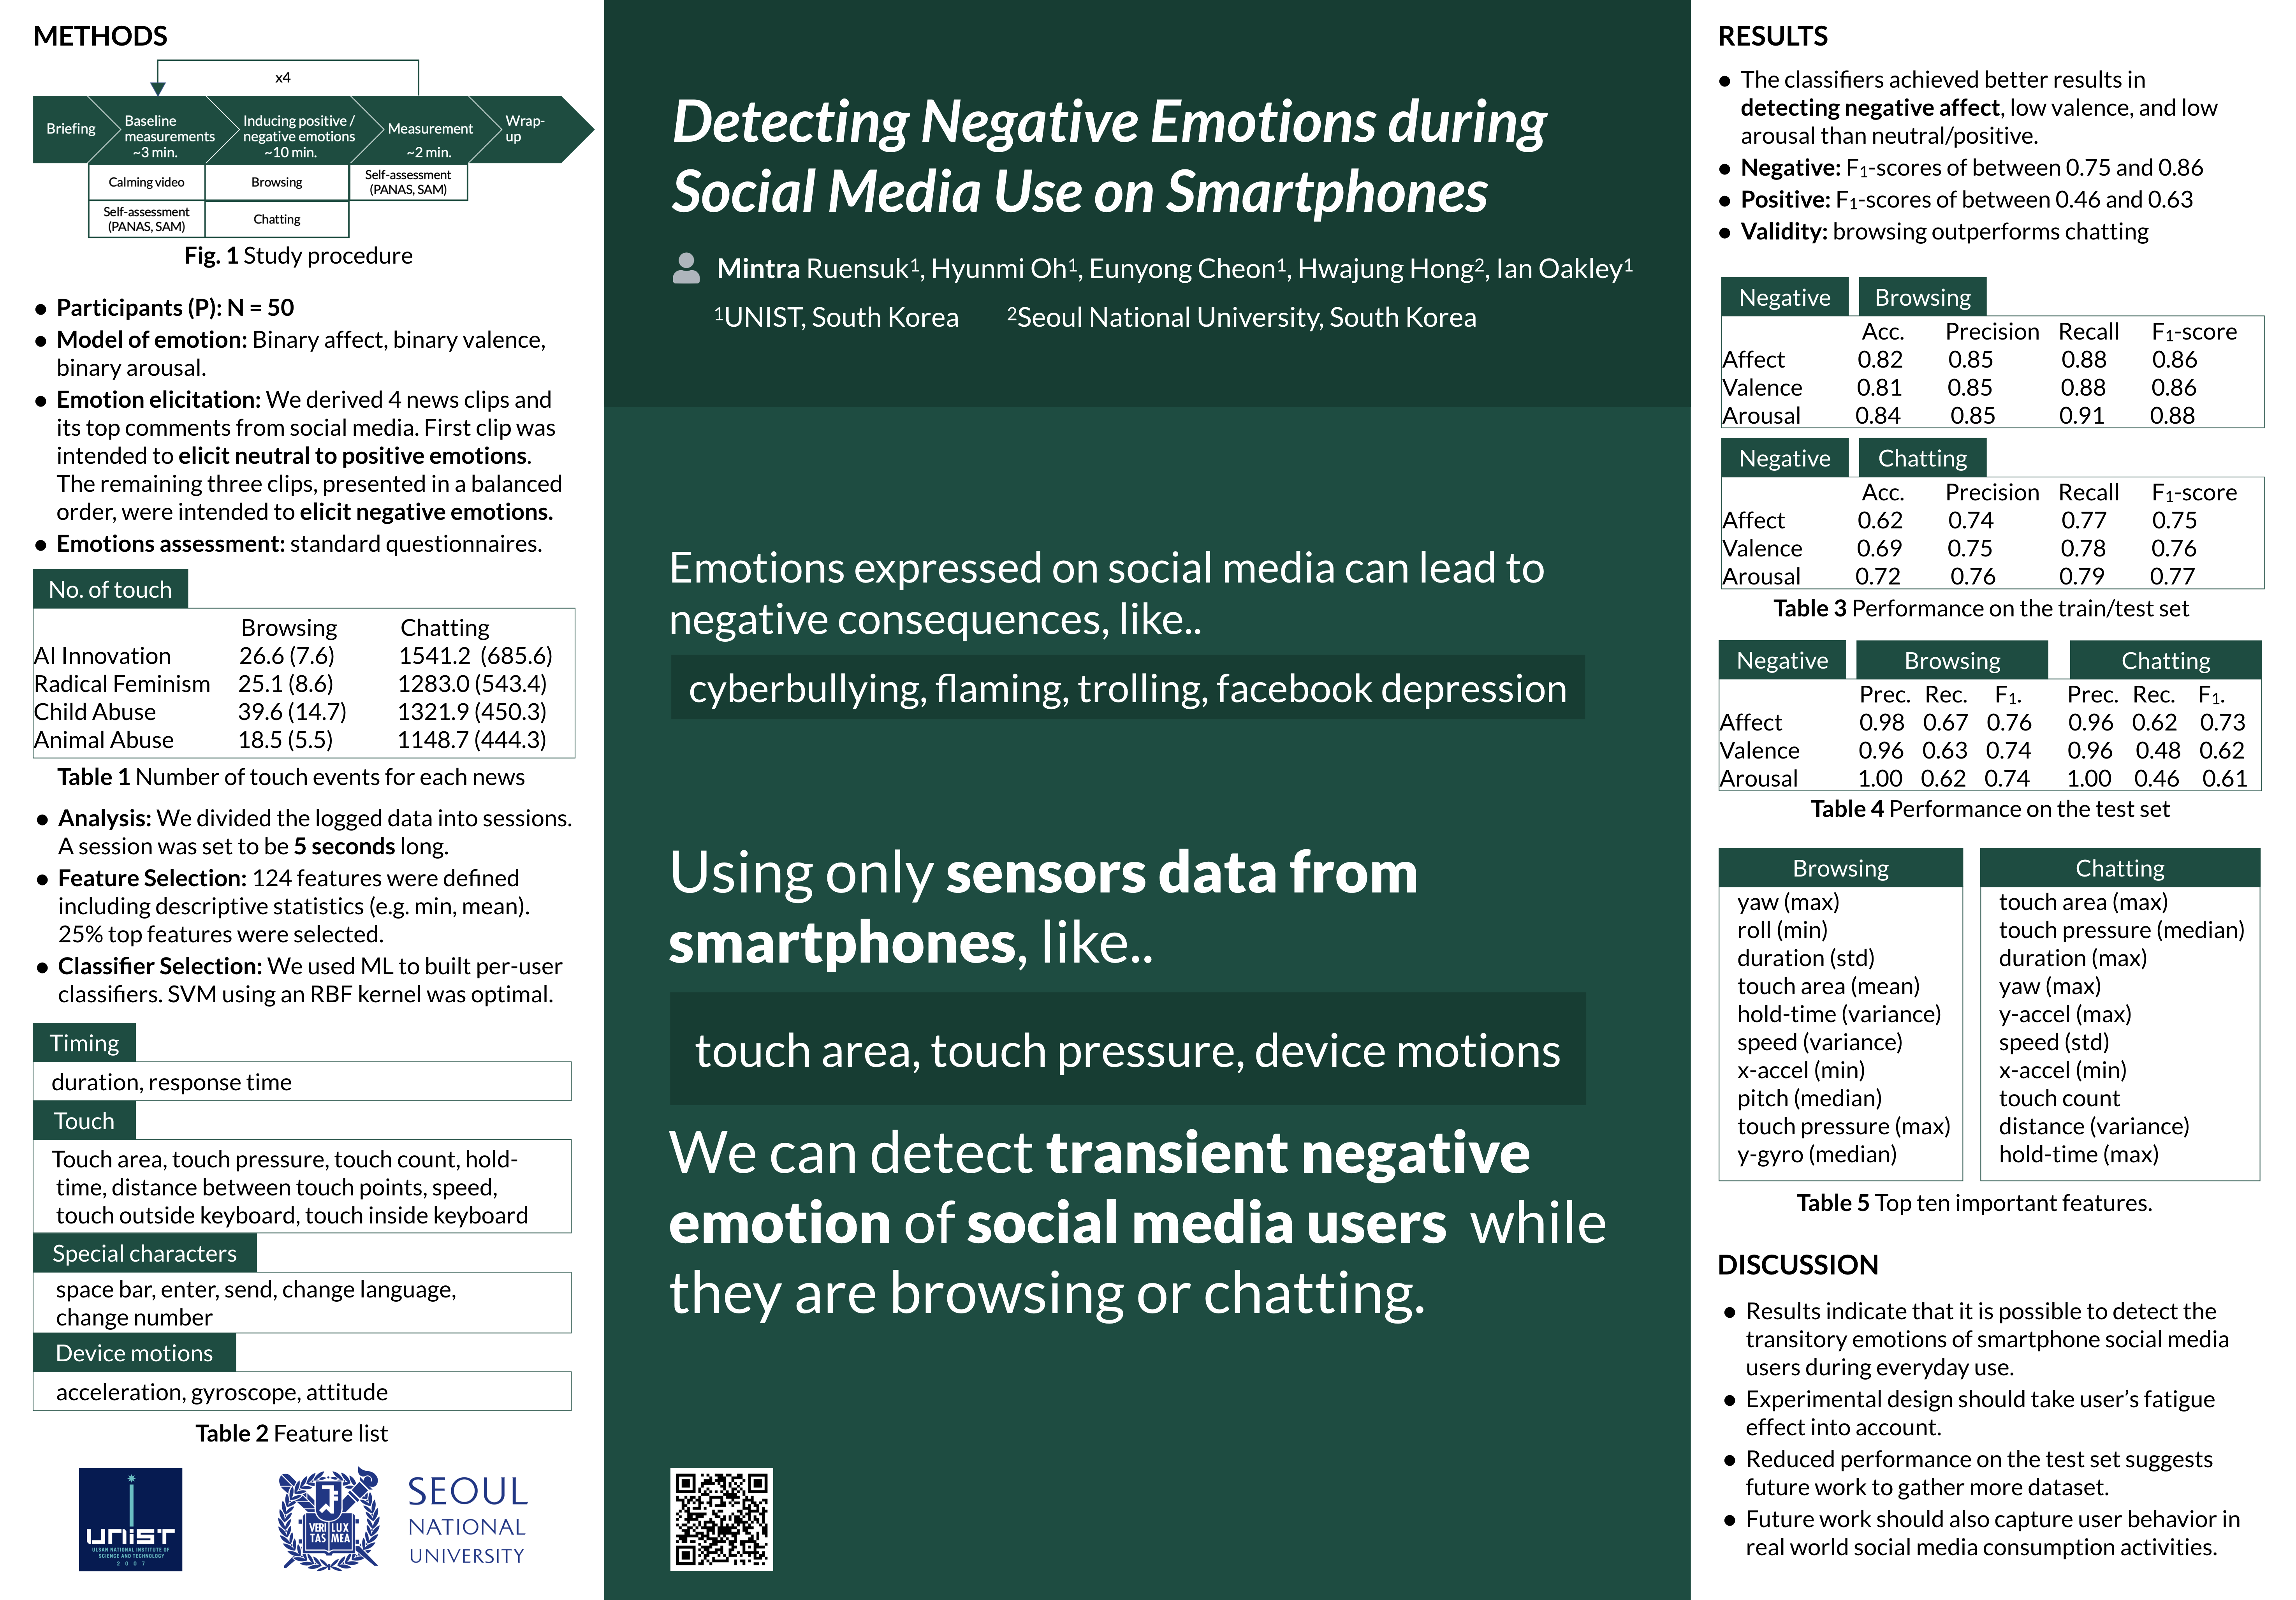 METHODS
x4
Briefing
Baseline
measurements
~3 min.
Inducing positive /
negative emotions
~10 min.
Measurement
~2 min.
Wrap-
up
Calming video
Browsing
Self-assessment
(PANAS, SAM)
Self-assessment
(PANAS, SAM)
Chatting
Fig. 1 Study procedure
● Participants (P): N = 50
● Model of emotion: Binary affect, binary valence,
binary arousal.
● Emotion elicitation: We derived 4 news clips and
its top comments from social media. First clip was
intended to elicit neutral to positive emotions.
The remaining three clips, presented in a balanced
order, were intended to elicit negative emotions.
● Emotions assessment: standard questionnaires.
No. of touch
Browsing Chatting
AI Innovation 26.6 (7.6) 1541.2 (685.6)
Radical Feminism 25.1 (8.6) 1283.0 (543.4)
Child Abuse 39.6 (14.7) 1321.9 (450.3)
Animal Abuse 18.5 (5.5) 1148.7 (444.3)
Table 1 Number of touch events for each news
● Analysis: We divided the logged data into sessions.
A session was set to be 5 seconds long.
● Feature Selection: 124 features were defined
including descriptive statistics (e.g. min, mean).
25% top features were selected.
● Classifier Selection: We used ML to built per-user
classifiers. SVM using an RBF kernel was optimal.
Timing
duration, response time
Touch
Touch area, touch pressure, touch count, hold-
time, distance between touch points, speed,
touch outside keyboard, touch inside keyboard
Special characters
space bar, enter, send, change language,
change number
Device motions
acceleration, gyroscope, attitude
Table 2 Feature list
UNIST
ULSAN NATIONAL INSTITUTE OF
SCIENCE AND TECHNOLOGY
2 0 0 7
VERI LUX
TAS MEA
SEOUL
NATIONAL
UNIVERSITY
Detecting Negative Emotions during
Social Media Use on Smartphones
Mintra Ruensuk1, Hyunmi Oh1, Eunyong Cheon1, Hwajung Hong2, Ian Oakley1
1UNIST, South Korea 2Seoul National University, South Korea
Emotions expressed on social media can lead to
negative consequences, like..
cyberbullying, flaming, trolling, facebook depression
Using only sensors data from
smartphones, like..
touch area, touch pressure, device motions
We can detect transient negative
emotion of social media users while
they are browsing or chatting.
RESULTS
● The classifiers achieved better results in
detecting negative affect, low valence, and low
arousal than neutral/positive.
● Negative: F1-scores of between 0.75 and 0.86
● Positive: F1-scores of between 0.46 and 0.63
● Validity: browsing outperforms chatting
Negative Browsing
Acc. Precision Recall F1-score
Affect 0.82 0.85 0.88 0.86
Valence 0.81 0.85 0.88 0.86
Arousal 0.84 0.85 0.91 0.88
Negative Chatting
Acc. Precision Recall F1-score
Affect 0.62 0.74 0.77 0.75
Valence 0.69 0.75 0.78 0.76
Arousal 0.72 0.76 0.79 0.77
Table 3 Performance on the train/test set
Negative Browsing Chatting
Prec. Rec. F1. Prec. Rec. F1.
Affect 0.98 0.67 0.76 0.96 0.62 0.73
Valence 0.96 0.63 0.74 0.96 0.48 0.62
Arousal 1.00 0.62 0.74 1.00 0.46 0.61
Table 4 Performance on the test set
Browsing
yaw (max)
roll (min)
duration (std)
touch area (mean)
hold-time (variance)
speed (variance)
x-accel (min)
pitch (median)
touch pressure (max)
y-gyro (median)
Chatting
touch area (max)
touch pressure (median)
duration (max)
yaw (max)
y-accel (max)
speed (std)
x-accel (min)
touch count
distance (variance)
hold-time (max)
Table 5 Top ten important features.
DISCUSSION
● Results indicate that it is possible to detect the
transitory emotions of smartphone social media
users during everyday use.
● Experimental design should take user’s fatigue
effect into account.
● Reduced performance on the test set suggests
future work to gather more dataset.
● Future work should also capture user behavior in
real world social media consumption activities.